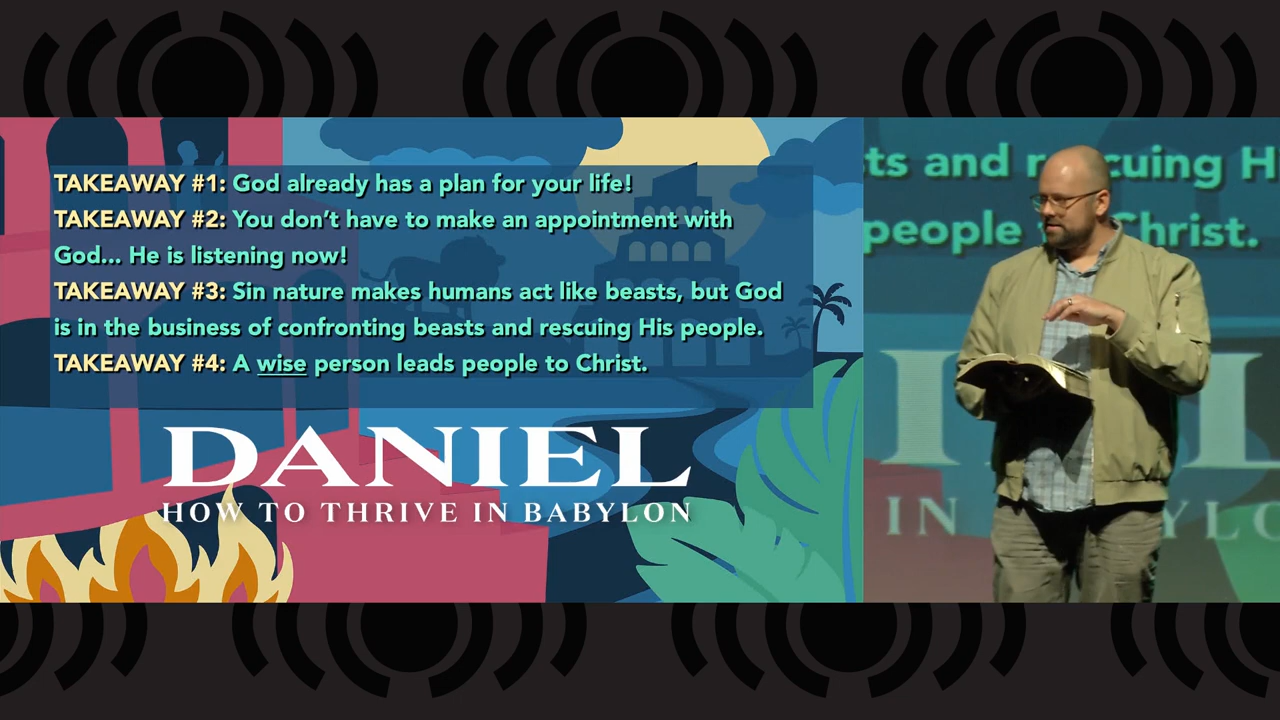 TAKEAWAY #1: God already has a plan for your life!
TAKEAWAY #2: You don’t have to make an appointment with
God... He is listening now!
TAKEAWAY #3: Sin nature makes humans act like beasts, but God
is in the business of confronting beasts and rescuing His people.
TAKEAWAY #4: A wise person leads people to Christ.
DANIEL
HOW TO THRIVE IN BABYLON
and
people Christ.
IN